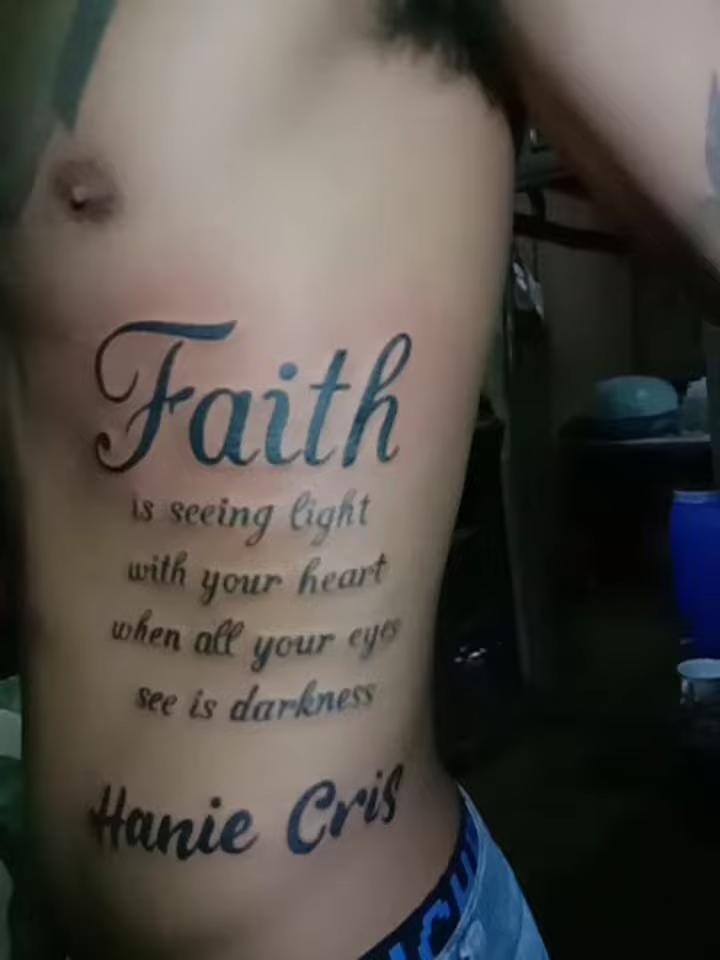 Faith
is seeing light
with your heart
when all your eyes
see is darkness
Hanie Cris